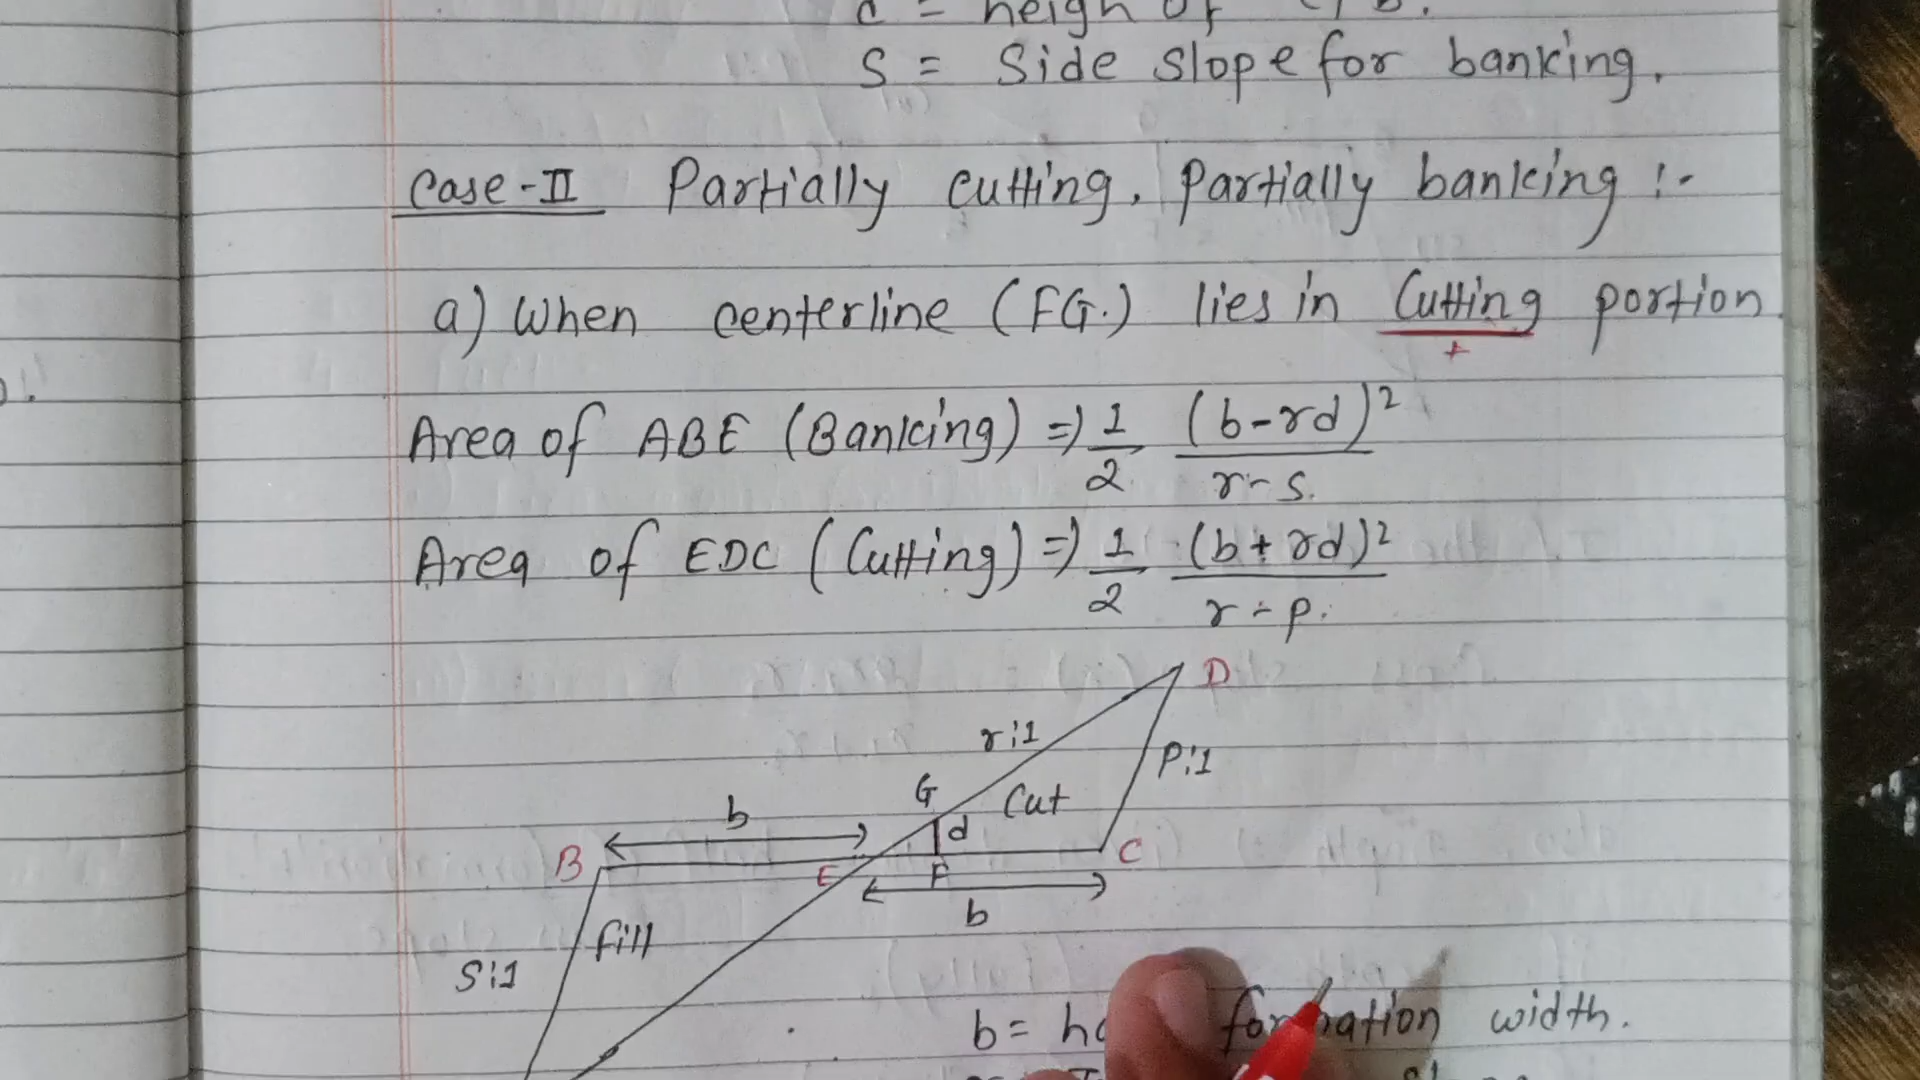 S = Side slope for banking.
Case-II Partially cutting, Partially banking :-
a) When centerline (FG.) lies in Cutting portion.
+
Area of ABE (Banking) => 1/2 (b-rd)²/r-s.
Area of EDC (Cutting) => 1/2 (b+rd)²/r-p.
D
r:1
P:1
G
Cut
b
d
B
E
F
C
b
fill
S:1
b = formation width.